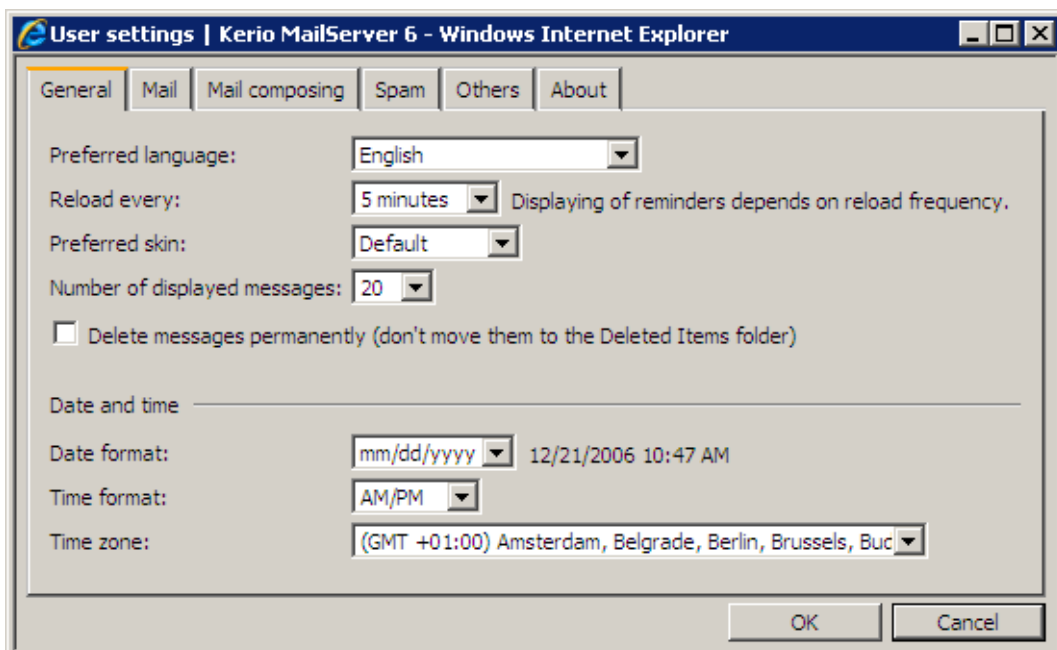 User settings | Kerio MailServer 6 - Windows Internet Explorer
General Mail Mail composing Spam Others About
Preferred language: English
Reload every: 5 minutes Displaying of reminders depends on reload frequency.
Preferred skin: Default
Number of displayed messages: 20
Delete messages permanently (don't move them to the Deleted Items folder)
Date and time
Date format: mm/dd/yyyy 12/21/2006 10:47 AM
Time format: AM/PM
Time zone: (GMT +01:00) Amsterdam, Belgrade, Berlin, Brussels, Buc
OK Cancel